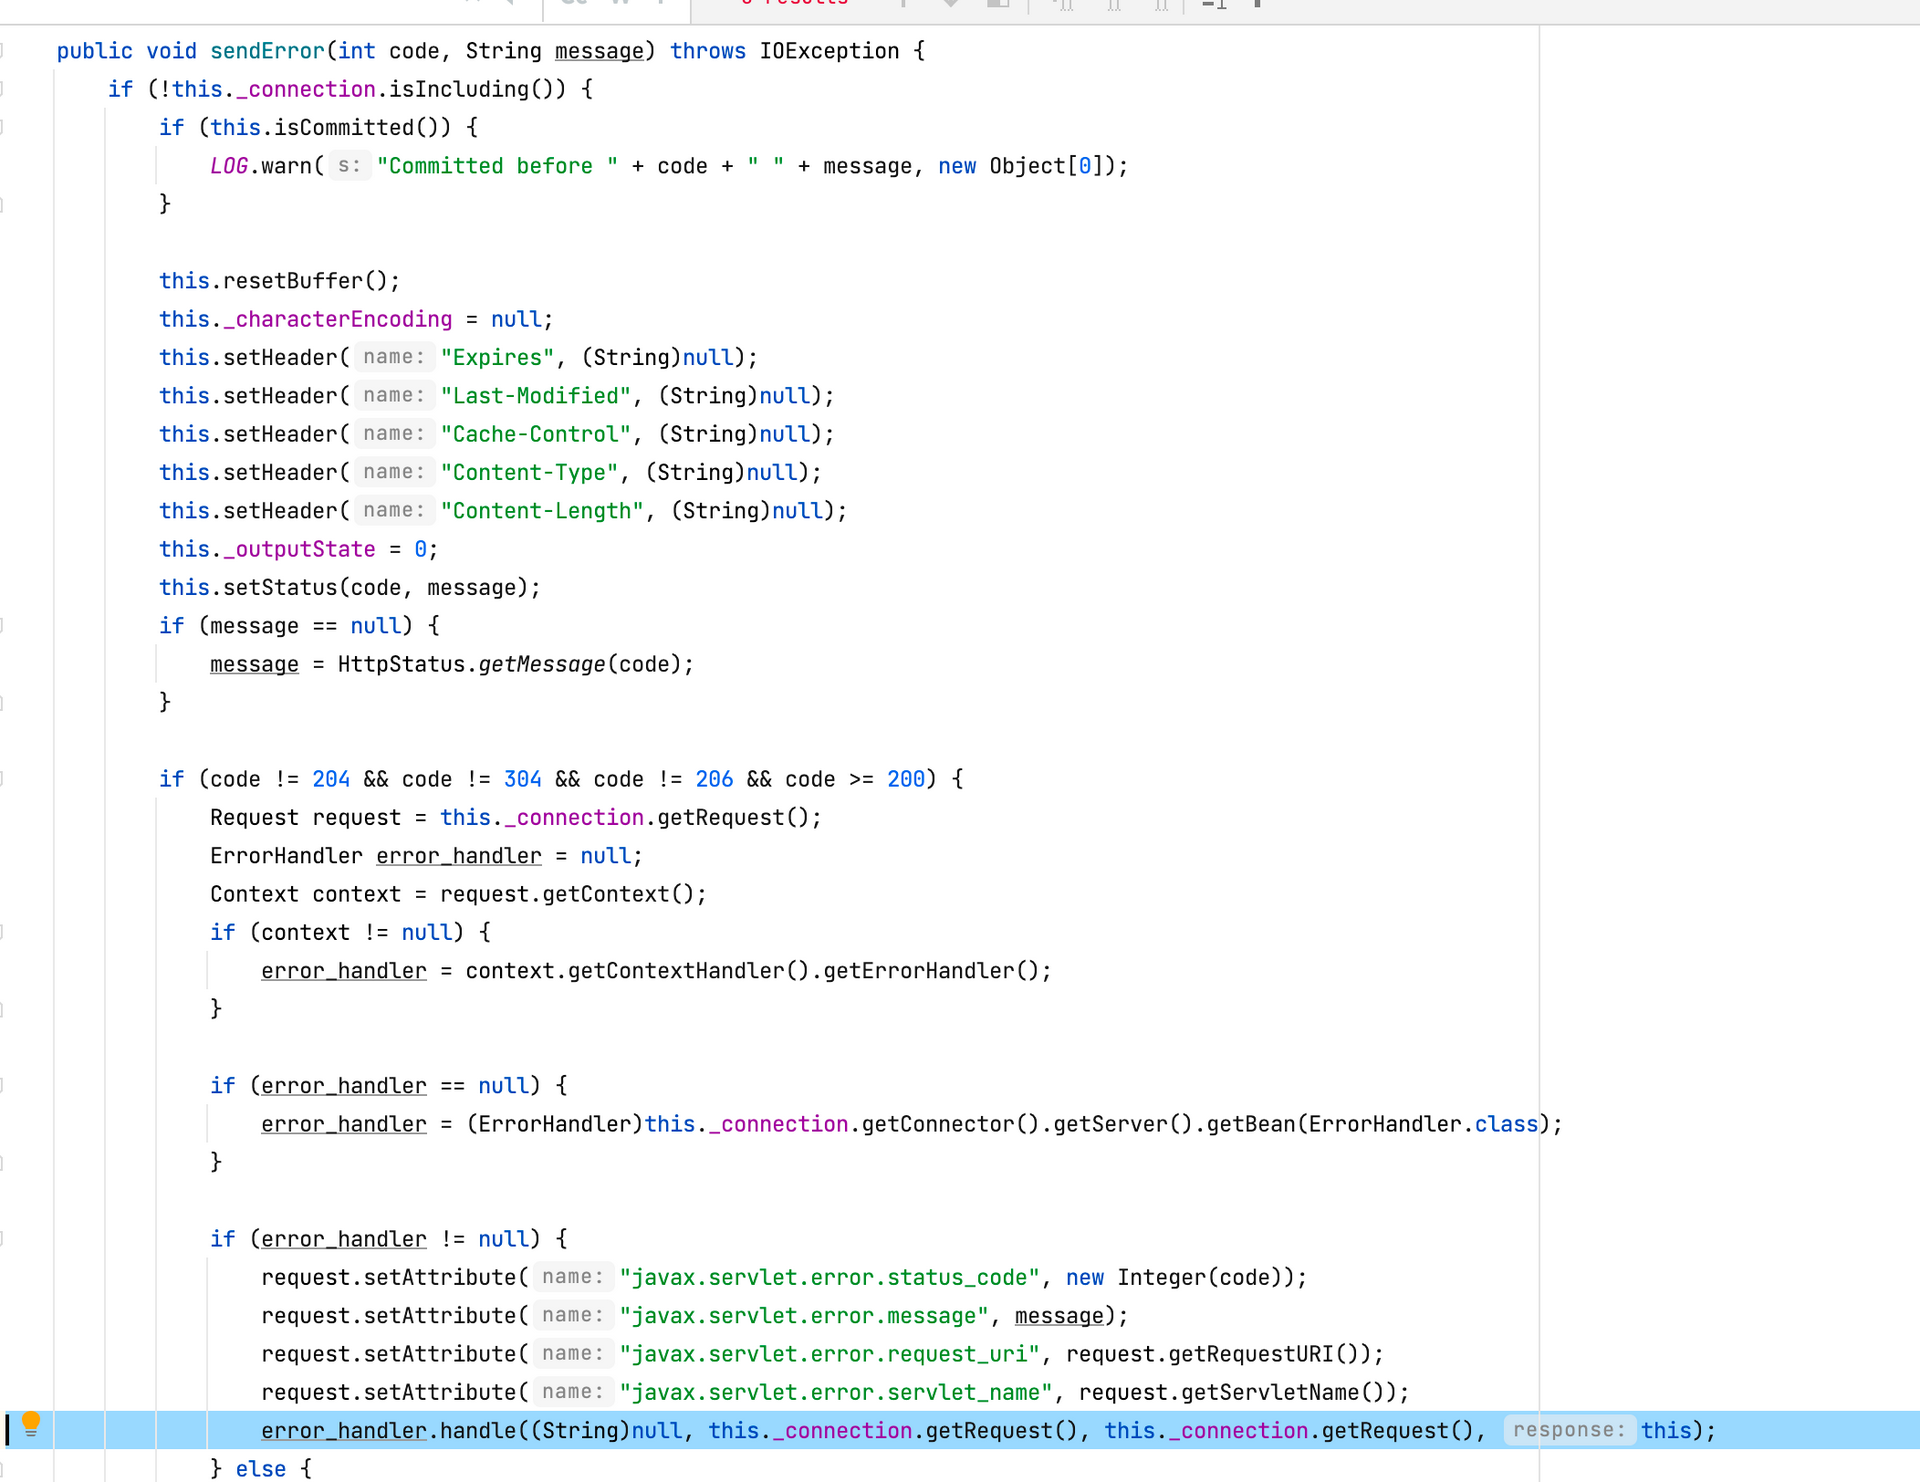 public void sendError(int code, String message) throws IOException {
if (!this._connection.isIncluding()) {
if (this.isCommitted()) {
LOG.warn( s: "Committed before " + code + " " + message, new Object[0]);
}
this.resetBuffer();
this._characterEncoding = null;
this.setHeader( name: "Expires", (String)null);
this.setHeader( name: "Last-Modified", (String)null);
this.setHeader( name: "Cache-Control", (String)null);
this.setHeader( name: "Content-Type", (String)null);
this.setHeader( name: "Content-Length", (String)null);
this._outputState = 0;
this.setStatus(code, message);
if (message == null) {
message = HttpStatus.getMessage(code);
}
if (code != 204 && code != 304 && code != 206 && code >= 200) {
Request request = this._connection.getRequest();
ErrorHandler error_handler = null;
Context context = request.getContext();
if (context != null) {
error_handler = context.getContextHandler().getErrorHandler();
}
if (error_handler == null) {
error_handler = (ErrorHandler)this._connection.getConnector().getServer().getBean(ErrorHandler.class);
}
if (error_handler != null) {
request.setAttribute( name: "javax.servlet.error.status_code", new Integer(code));
request.setAttribute( name: "javax.servlet.error.message", message);
request.setAttribute( name: "javax.servlet.error.request_uri", request.getRequestURI());
request.setAttribute( name: "javax.servlet.error.servlet_name", request.getServletName());
error_handler.handle((String)null, this._connection.getRequest(), this._connection.getRequest(), response: this);
} else {